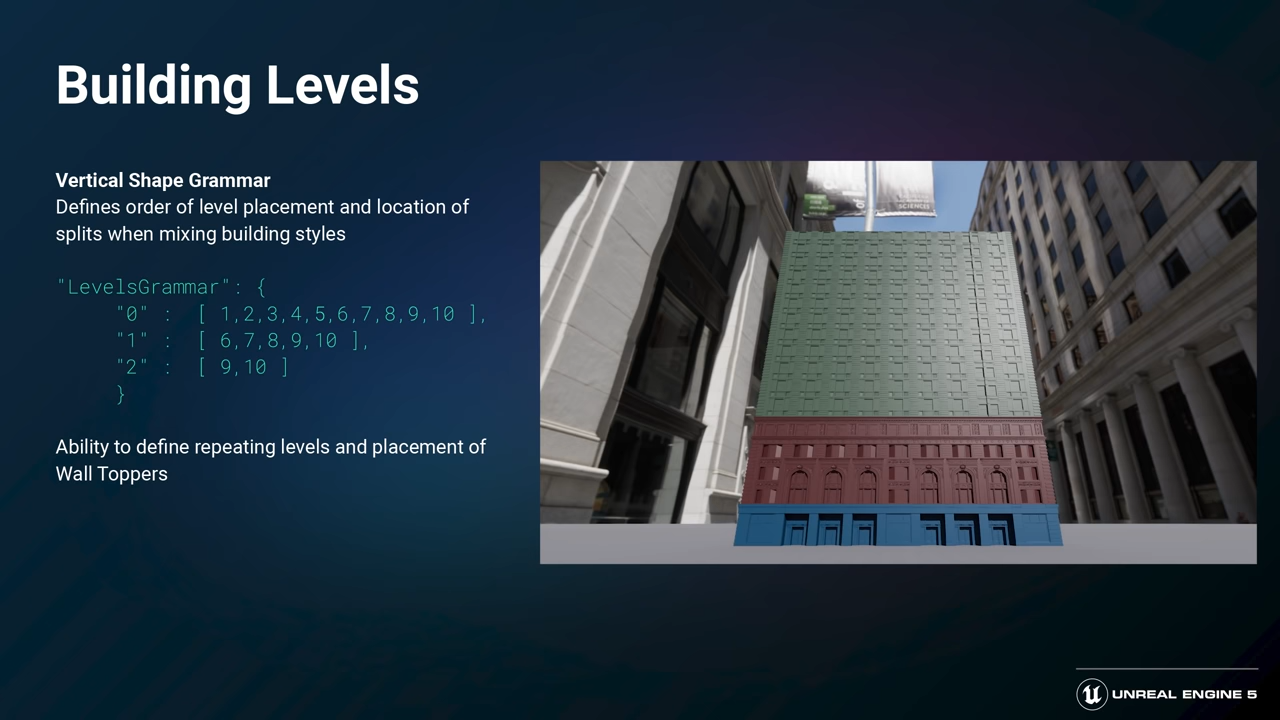 Building Levels
Vertical Shape Grammar
Defines order of level placement and location of
splits when mixing building styles
"LevelsGrammar": {
"0" : [ 1,2,3,4,5,6,7,8,9,10 ],
"1" : [ 6,7,8,9,10 ],
"2" : [ 9,10 ]
}
Ability to define repeating levels and placement of
Wall Toppers
SCIENCES
UNREAL ENGINE 5